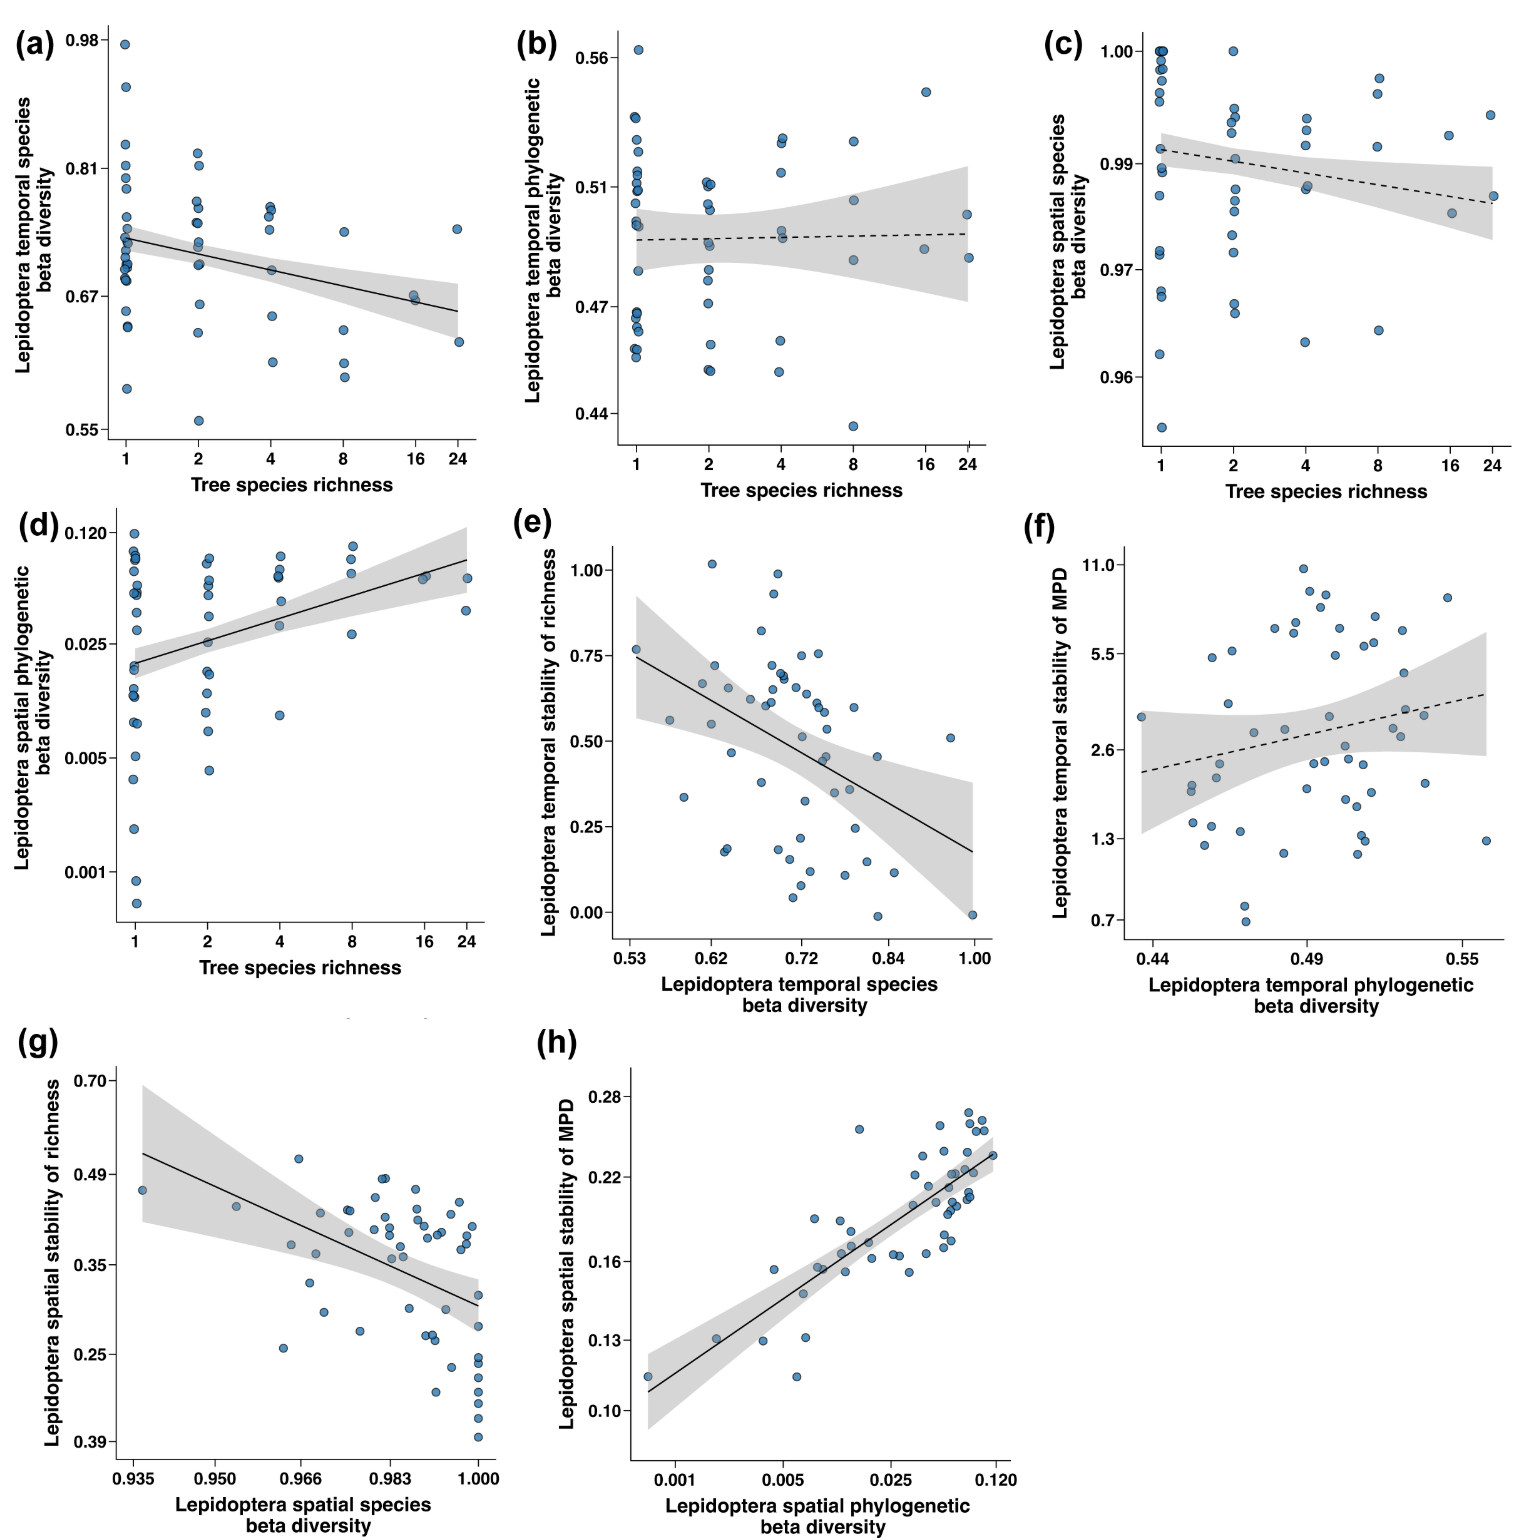 (a)
Lepidoptera temporal species
beta diversity
0.98
0.81
0.67
0.55
1 2 4 8 16 24
Tree species richness
(b)
Lepidoptera temporal phylogenetic
beta diversity
0.56
0.51
0.47
0.44
1 2 4 8 16 24
Tree species richness
(c)
Lepidoptera spatial species
beta diversity
1.00
0.99
0.97
0.96
1 2 4 8 16 24
Tree species richness
(d)
Lepidoptera spatial phylogenetic
beta diversity
0.120
0.025
0.005
0.001
1 2 4 8 16 24
Tree species richness
(e)
Lepidoptera temporal stability of richness
1.00
0.75
0.50
0.25
0.00
0.53 0.62 0.72 0.84 1.00
Lepidoptera temporal species
beta diversity
(f)
Lepidoptera temporal stability of MPD
11.0
5.5
2.6
1.3
0.7
0.44 0.49 0.55
Lepidoptera temporal phylogenetic
beta diversity
(g)
Lepidoptera spatial stability of richness
0.70
0.49
0.35
0.25
0.39
0.935 0.950 0.966 0.983 1.000
Lepidoptera spatial species
beta diversity
(h)
Lepidoptera spatial stability of MPD
0.28
0.22
0.16
0.13
0.10
0.001 0.005 0.025 0.120
Lepidoptera spatial phylogenetic
beta diversity